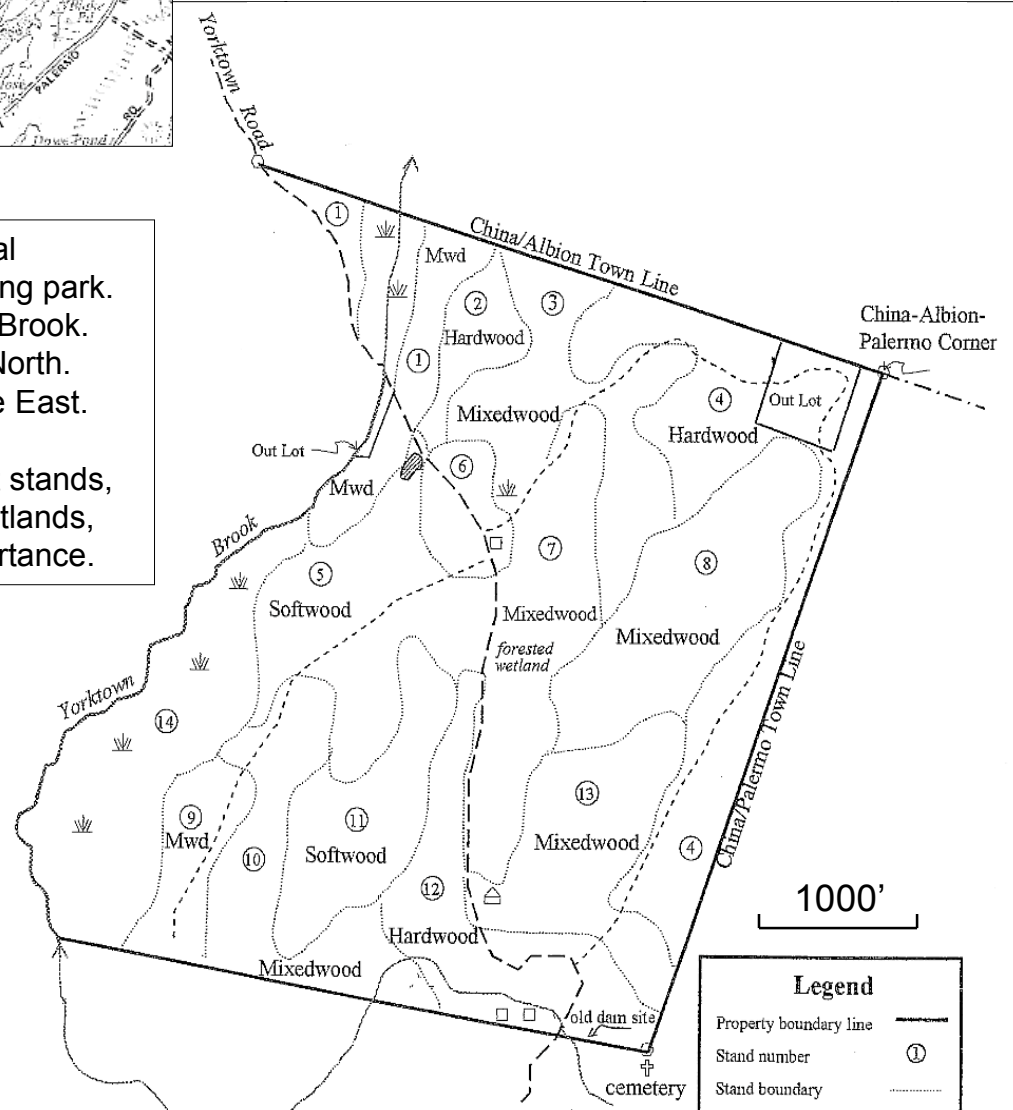 PALERMO
RD
Yorktown Road
al
ng park.
Brook.
North.
e East.
stands,
tlands,
rtance.
China/Albion Town Line
China-Albion-
Palermo Corner
1
Mwd
2
Hardwood
3
1
Mixedwood
4
Hardwood
Out Lot
Out Lot
Mwd
6
Brook
5
Softwood
7
Mixedwood
8
Mixedwood
forested
wetland
Yorktown
14
China/Palermo Town Line
9
Mwd
10
11
Softwood
12
Hardwood
13
Mixedwood
4
Mixedwood
1000’
old dam site
cemetery
Legend
Property boundary line
Stand number 1
Stand boundary